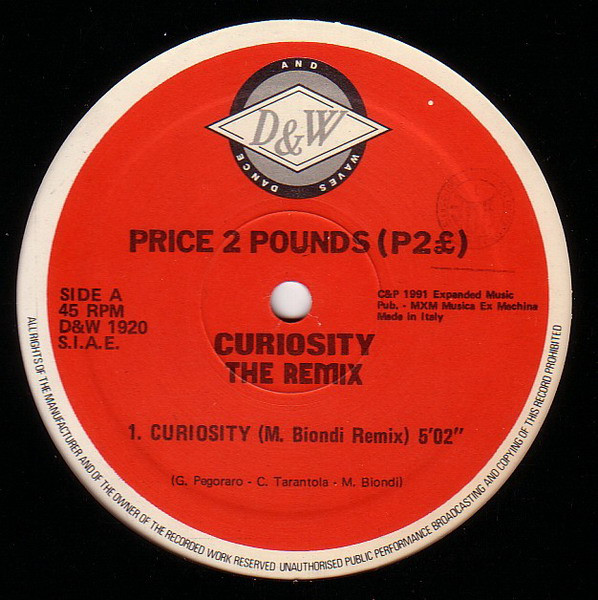 AND
D&W
DANCE WAVES
PRICE 2 POUNDS (P2£)
SIDE A
45 RPM
D&W 1920
S.I.A.E.
C&P 1991 Expanded Music
Pub. - MXM Musica Ex Machina
Made in Italy
CURIOSITY
THE REMIX
1. CURIOSITY (M. Biondi Remix) 5'02"
(G. Pegoraro - C. Tarantola - M. Biondi)
ALL RIGHTS OF THE MANUFACTURER AND OF THE OWNER OF THE RECORDED WORK RESERVED UNAUTHORISED PUBLIC PERFORMANCE BROADCASTING AND COPYING OF THIS RECORD PROHIBITED